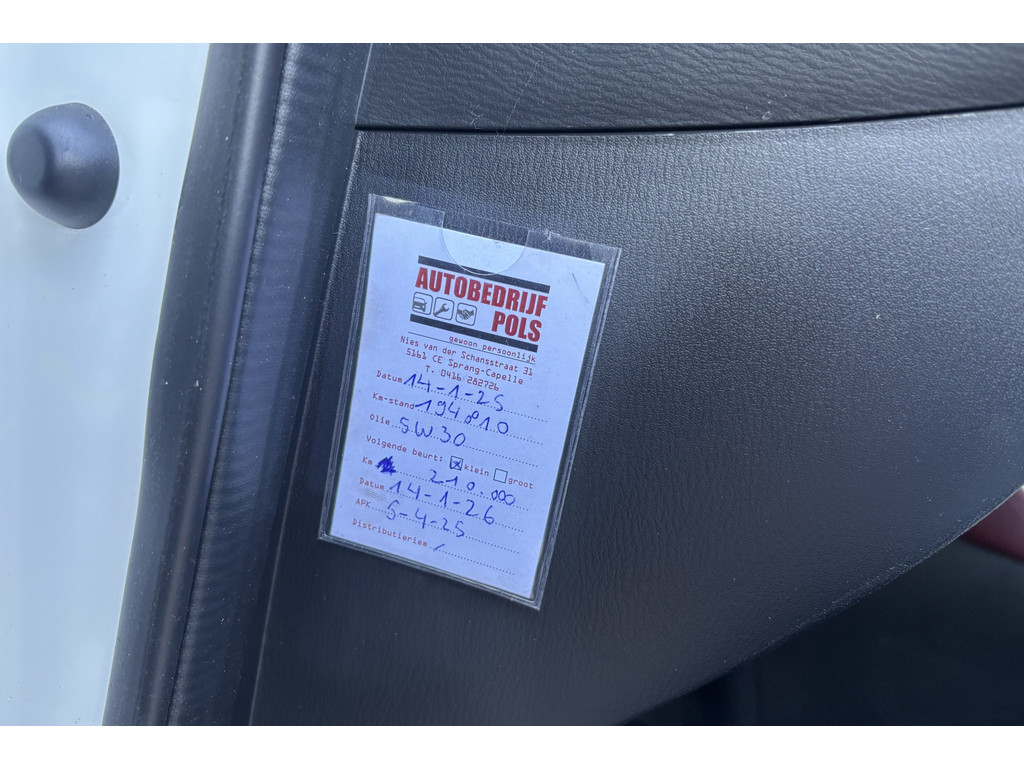 AUTOBEDRIJF
POLS
gewoon persoonlijk
Nies van der Schansstraat 31
5161 CE Sprang-Capelle
T. 0416 282726
Datum 14-1-25
Km-stand 194810
Olie 5W30
Volgende beurt: ☒ klein ☐ groot
Km 210.000
Datum 14-1-26
APK 5-4-25
Distributieriem /